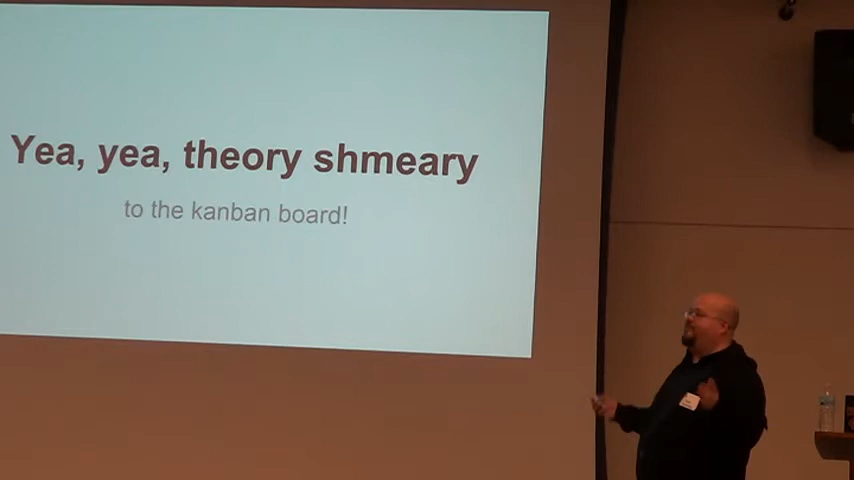 Yea, yea, theory shmeary
to the kanban board!